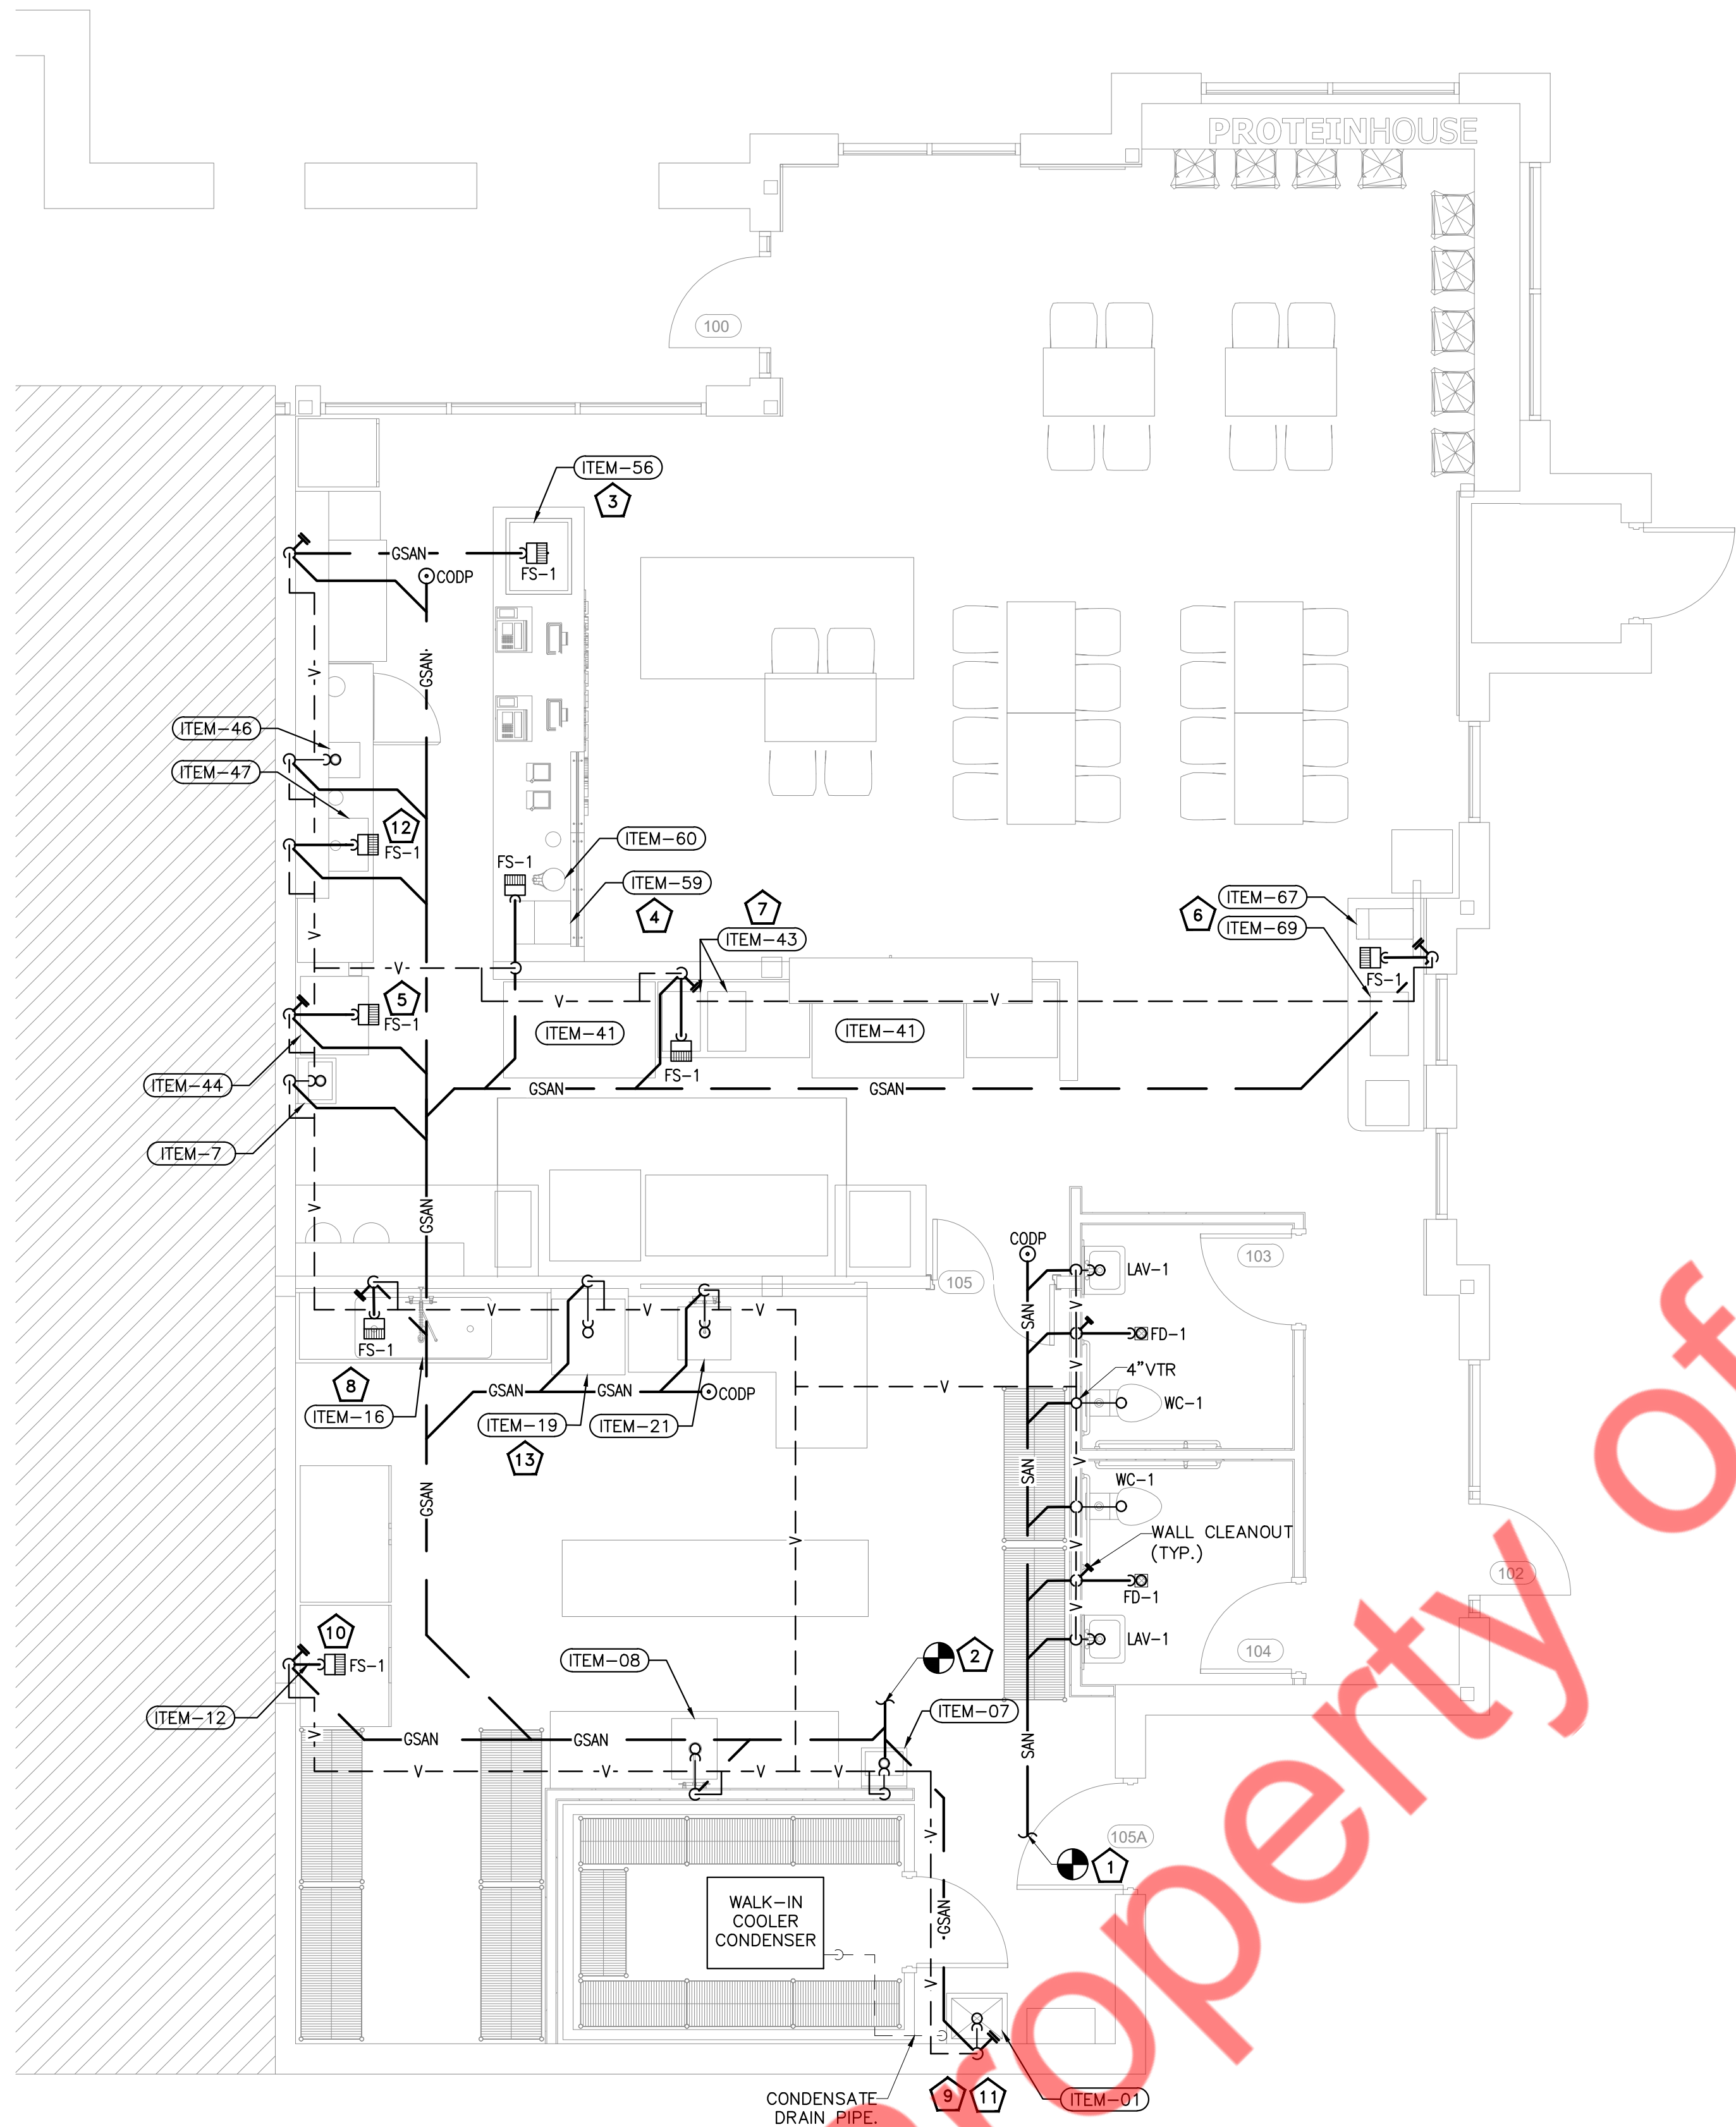 PROTEINHOUSE
100
ITEM-56
3
GSAN
FS-1
CODP
V
GSAN
ITEM-46
ITEM-47
12
FS-1
ITEM-60
FS-1
ITEM-59
4
7
ITEM-43
6
ITEM-67
ITEM-69
FS-1
V
V
V
V
5
FS-1
ITEM-41
ITEM-41
FS-1
ITEM-44
GSAN
GSAN
ITEM-7
V
GSAN
CODP
103
LAV-1
105
SAN
V
V
V
V
V
FD-1
FS-1
V
4"VTR
8
GSAN
GSAN
CODP
V
WC-1
ITEM-16
ITEM-19
ITEM-21
13
V
SAN
WC-1
GSAN
WALL CLEANOUT
(TYP.)
V
V
102
FD-1
10
FS-1
ITEM-08
2
V
LAV-1
104
ITEM-12
ITEM-07
V
GSAN
GSAN
SAN
V
V
V
V
V
105A
1
WALK-IN
COOLER
CONDENSER
GSAN
V
CONDENSATE
DRAIN PIPE.
9
11
ITEM-01
Property of